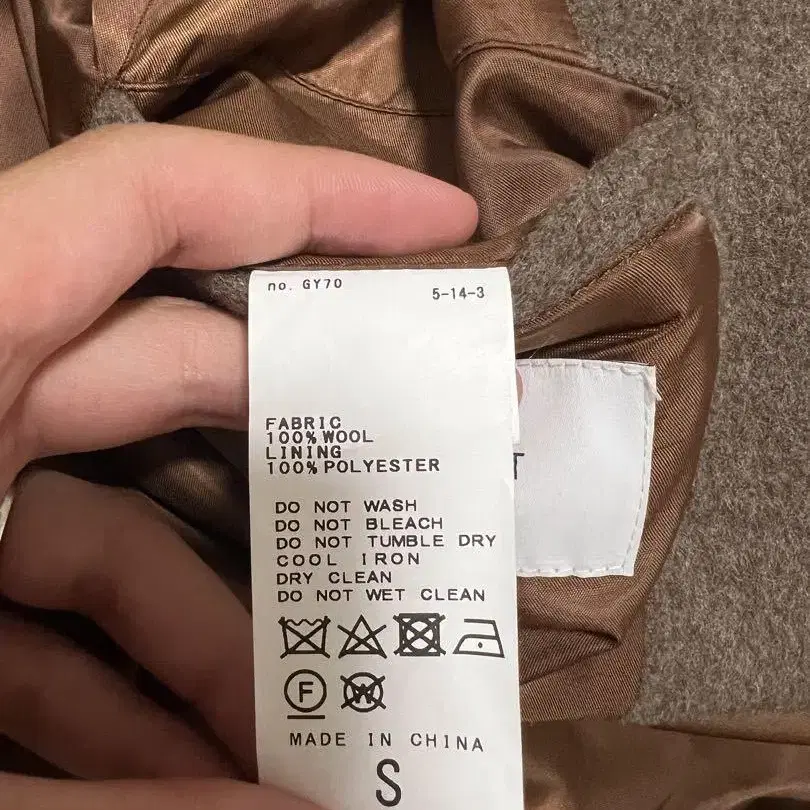 no. GY70 5-14-3
FABRIC
100% WOOL
LINING
100% POLYESTER
DO NOT WASH
DO NOT BLEACH
DO NOT TUMBLE DRY
COOL IRON
DRY CLEAN
DO NOT WET CLEAN
F W
MADE IN CHINA
S
T